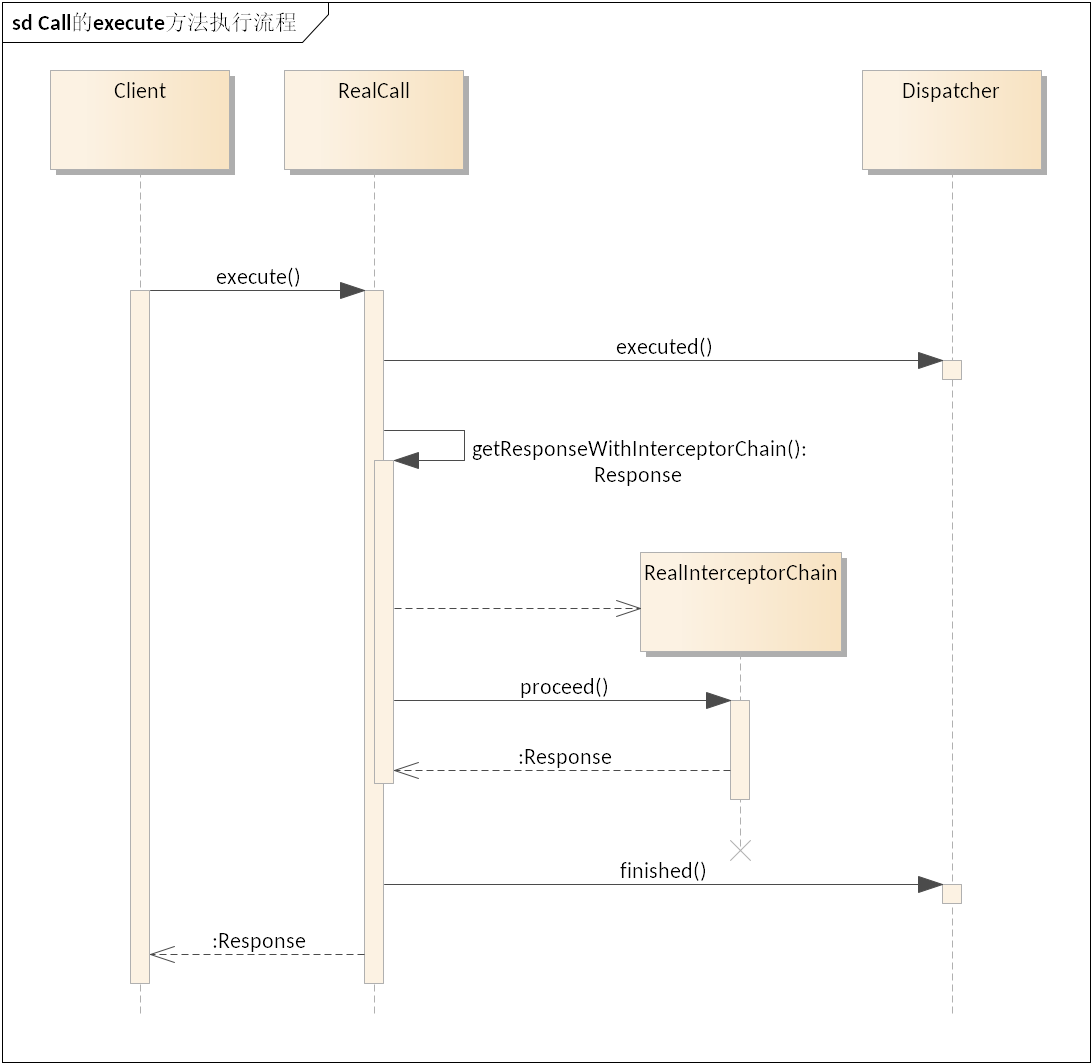 sd Call的execute方法执行流程
Client
RealCall
Dispatcher
execute()
executed()
getResponseWithInterceptorChain():
Response
RealInterceptorChain
proceed()
:Response
finished()
:Response